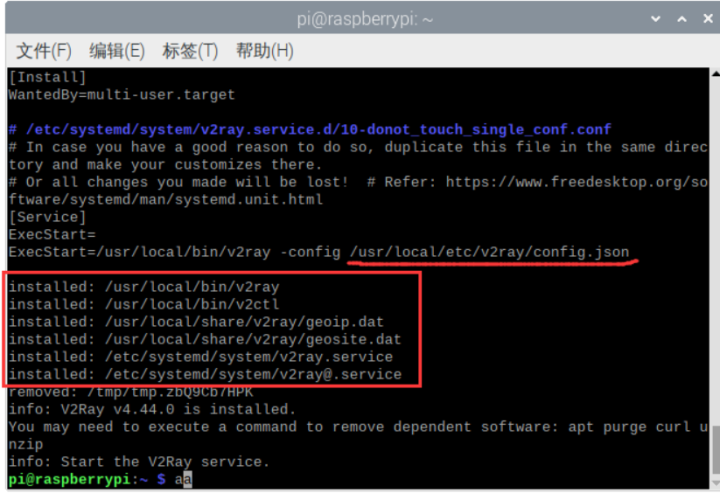 pi@raspberrypi: ~
文件(F) 编辑(E) 标签(T) 帮助(H)
[Install]
WantedBy=multi-user.target
# /etc/systemd/system/v2ray.service.d/10-donot_touch_single_conf.conf
# In case you have a good reason to do so, duplicate this file in the same direc
tory and make your customizes there.
# Or all changes you made will be lost!  # Refer: https://www.freedesktop.org/so
ftware/systemd/man/systemd.unit.html
[Service]
ExecStart=
ExecStart=/usr/local/bin/v2ray -config /usr/local/etc/v2ray/config.json
installed: /usr/local/bin/v2ray
installed: /usr/local/bin/v2ctl
installed: /usr/local/share/v2ray/geoip.dat
installed: /usr/local/share/v2ray/geosite.dat
installed: /etc/systemd/system/v2ray.service
installed: /etc/systemd/system/v2ray@.service
removed: /tmp/tmp.zbQ9Cb7HPK
info: V2Ray v4.44.0 is installed.
You may need to execute a command to remove dependent software: apt purge curl u
nzip
info: Start the V2Ray service.
pi@raspberrypi:~ $ aa